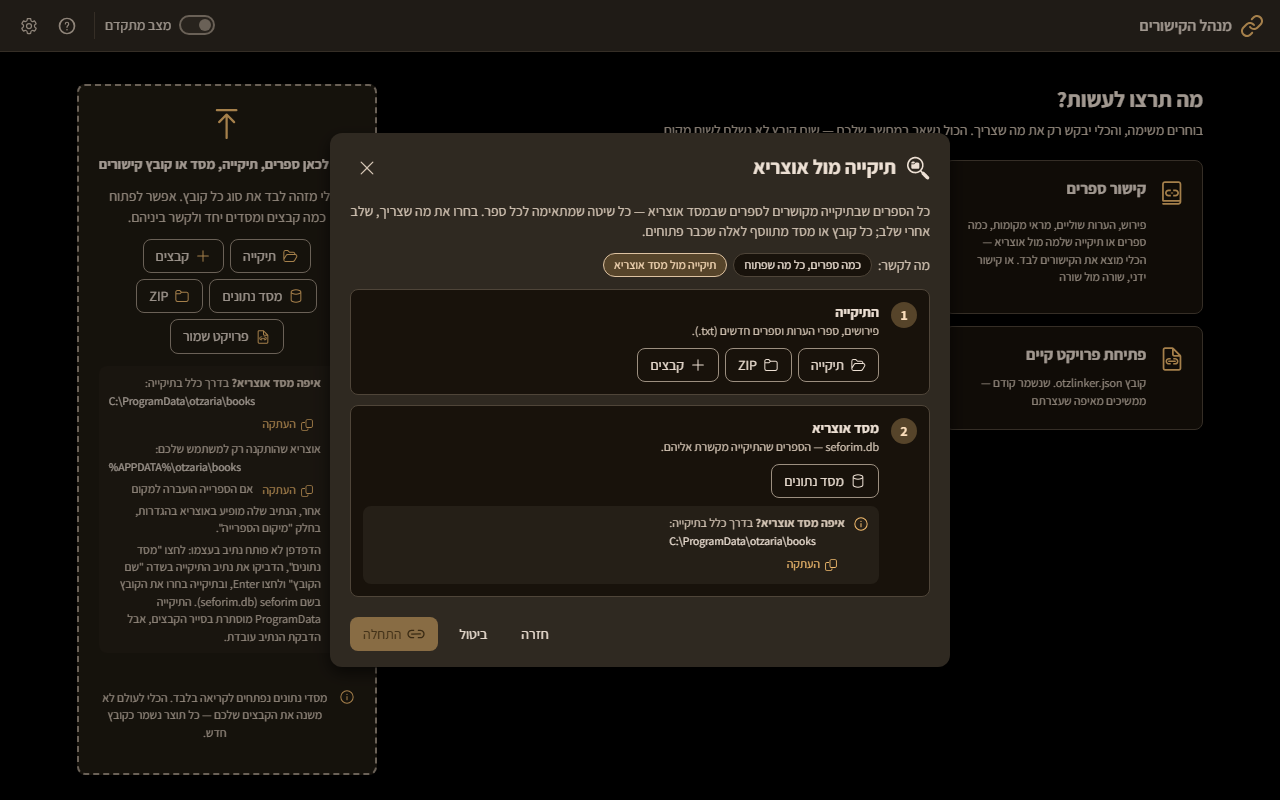 מנהל הקישורים
מצב מתקדם
מה תרצו לעשות?
בוחרים משימה, והכלי יבקש רק את מה שצריך. הכול נשאר במחשב שלכם — שום קובץ לא נשלח לשום מקום
קישור ספרים
פירוש, הערות שוליים, מראי מקומות, כמה
ספרים או תיקייה שלמה מול אוצריא —
הכלי מוצא את הקישורים לבד. או קישור
ידני, שורה מול שורה
פתיחת פרויקט קיים
קובץ otzlinker.json. שנשמר קודם —
ממשיכים מאיפה שעצרתם
תיקייה מול אוצריא
כל הספרים שבתיקייה מקושרים לספרים שבמסד אוצריא — כל שיטה שמתאימה לכל ספר. בחרו את מה שצריך, שלב
אחרי שלב; כל קובץ או מסד מתווסף לאלה שכבר פתוחים.
מה לקשר:
כמה ספרים, כל מה שפתוח
תיקייה מול מסד אוצריא
1
התיקייה
פירושים, ספרי הערות וספרים חדשים (txt.).
תיקייה
ZIP
קבצים
2
מסד אוצריא
seforim.db — הספרים שהתיקייה מקשרת אליהם.
מסד נתונים
איפה מסד אוצריא? בדרך כלל בתיקייה:
C:\ProgramData\otzaria\books
העתקה
חזרה
ביטול
התחלה
לכאן ספרים, תיקייה, מסד או קובץ קישורים
לי מזהה לבד את סוג כל קובץ. אפשר לפתוח
כמה קבצים ומסדים יחד ולקשר ביניהם.
תיקייה
קבצים
מסד נתונים
ZIP
פרויקט שמור
איפה מסד אוצריא? בדרך כלל בתיקייה:
C:\ProgramData\otzaria\books
העתקה
אוצריא שהותקנה רק למשתמש שלכם:
%APPDATA%\otzaria\books
העתקה אם הספרייה הועברה למקום
אחר, הנתיב שלה מופיע באוצריא בהגדרות,
בחלק "מיקום הספרייה".
הדפדפן לא פותח נתיב בעצמו: לחצו "מסד
נתונים", הדביקו את נתיב התיקייה בשדה "שם
הקובץ" ולחצו Enter, ובתיקייה בחרו את הקובץ
בשם seforim (seforim.db). התיקייה
ProgramData מוסתרת בסייר הקבצים, אבל
הדבקת הנתיב עובדת.
מסדי נתונים נפתחים לקריאה בלבד. הכלי לעולם לא
משנה את הקבצים שלכם — כל תוצר נשמר כקובץ
חדש.